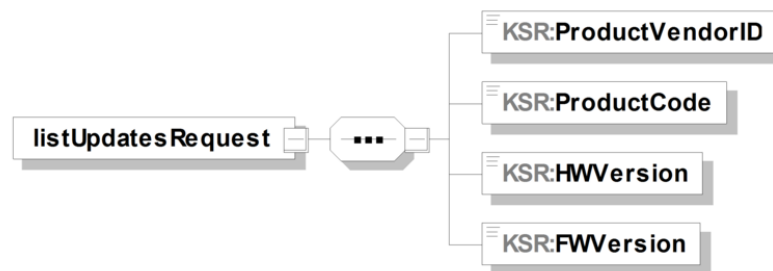 KSR:ProductVendorID
KSR:ProductCode
listUpdatesRequest
KSR:HWVersion
KSR:FWVersion